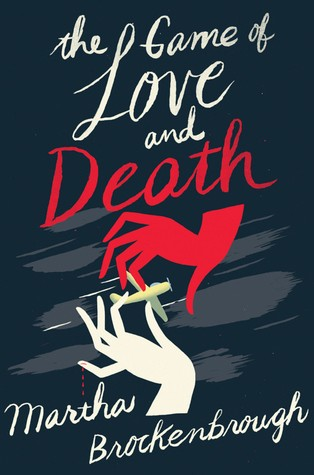 the Game of
Love
and
Death
Martha
Brockenbrough